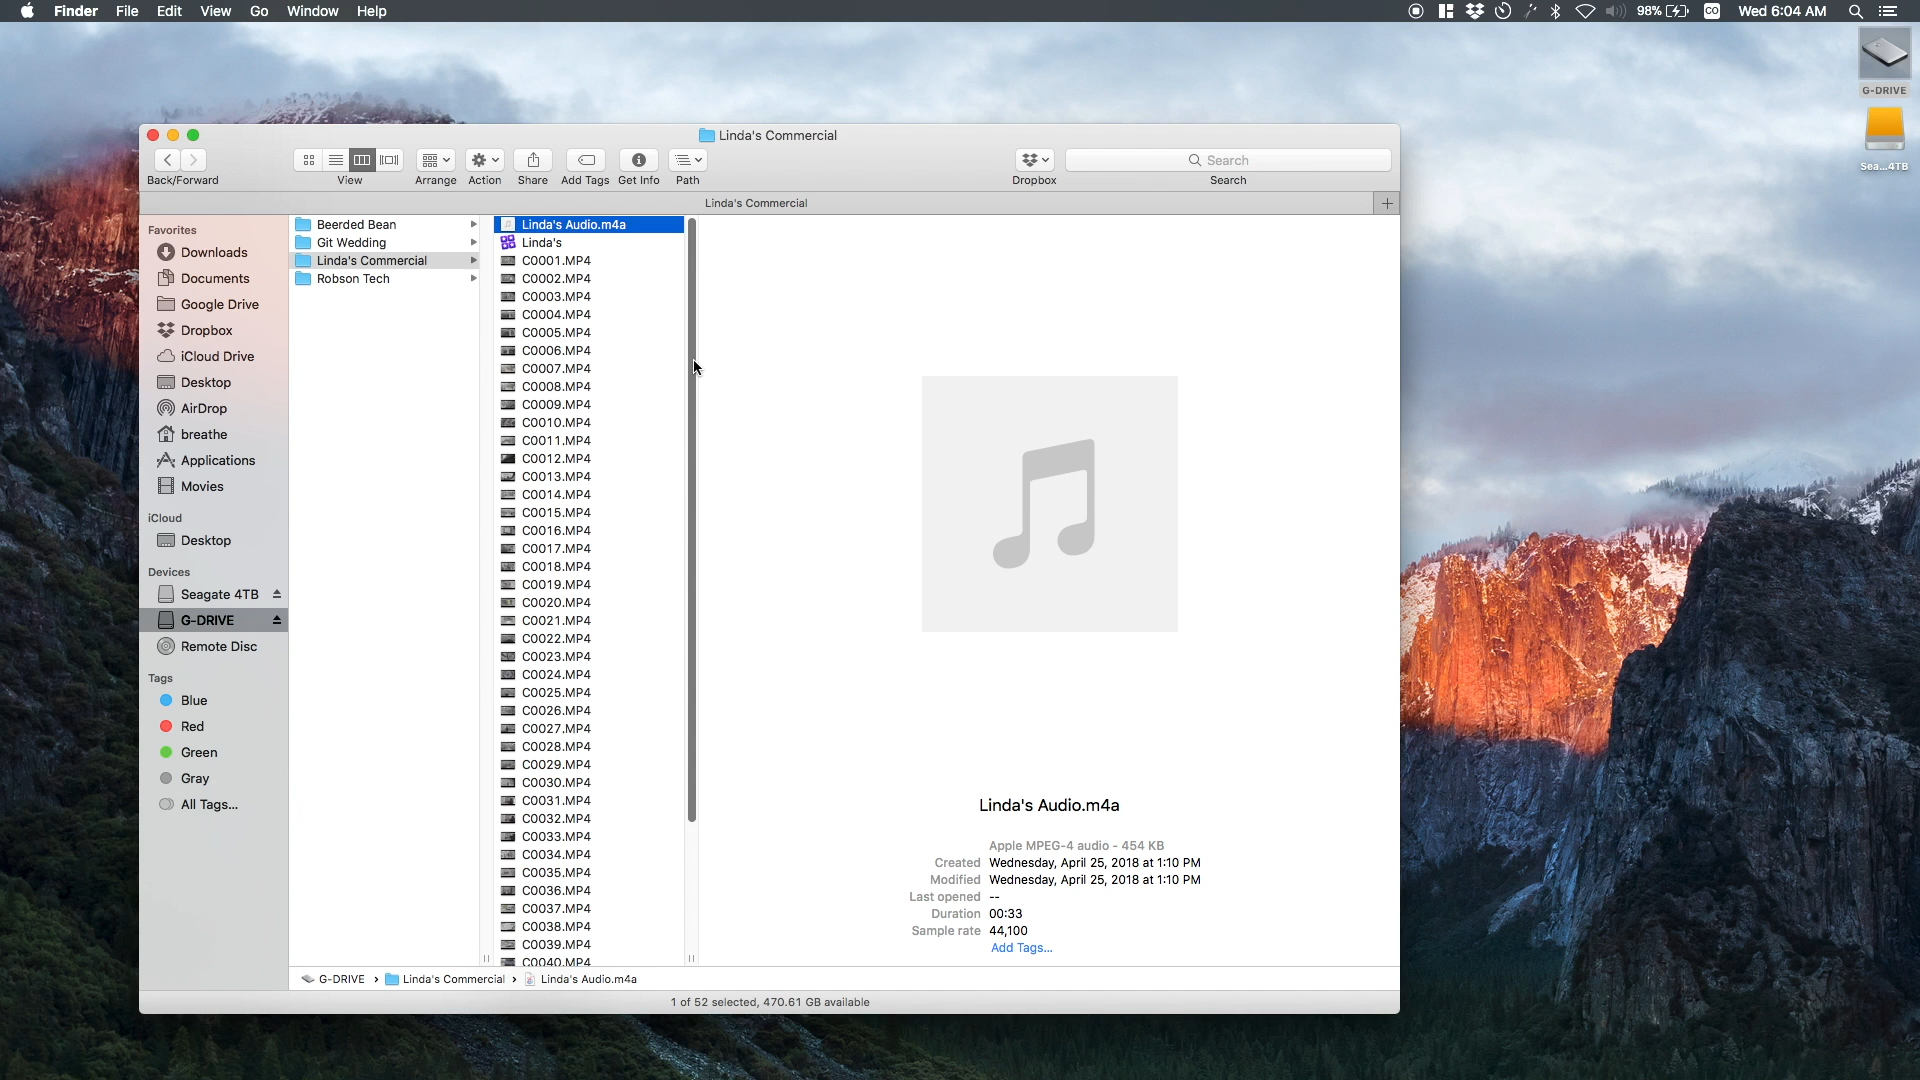 Finder File Edit View Go Window Help
98% CO Wed 6:04 AM
G-DRIVE
Sea...4TB
Linda's Commercial
Search
Back/Forward View Arrange Action Share Add Tags Get Info Path Dropbox Search
Linda's Commercial
Favorites
Downloads
Documents
Google Drive
Dropbox
iCloud Drive
Desktop
AirDrop
breathe
Applications
Movies
iCloud
Desktop
Devices
Seagate 4TB
G-DRIVE
Remote Disc
Tags
Blue
Red
Green
Gray
All Tags...
Beerded Bean
Git Wedding
Linda's Commercial
Robson Tech
Linda's Audio.m4a
Linda's
C0001.MP4
C0002.MP4
C0003.MP4
C0004.MP4
C0005.MP4
C0006.MP4
C0007.MP4
C0008.MP4
C0009.MP4
C0010.MP4
C0011.MP4
C0012.MP4
C0013.MP4
C0014.MP4
C0015.MP4
C0016.MP4
C0017.MP4
C0018.MP4
C0019.MP4
C0020.MP4
C0021.MP4
C0022.MP4
C0023.MP4
C0024.MP4
C0025.MP4
C0026.MP4
C0027.MP4
C0028.MP4
C0029.MP4
C0030.MP4
C0031.MP4
C0032.MP4
C0033.MP4
C0034.MP4
C0035.MP4
C0036.MP4
C0037.MP4
C0038.MP4
C0039.MP4
C0040.MP4
Linda's Audio.m4a
Apple MPEG-4 audio - 454 KB
Created Wednesday, April 25, 2018 at 1:10 PM
Modified Wednesday, April 25, 2018 at 1:10 PM
Last opened --
Duration 00:33
Sample rate 44,100
Add Tags...
G-DRIVE › Linda's Commercial › Linda's Audio.m4a
1 of 52 selected, 470.61 GB available